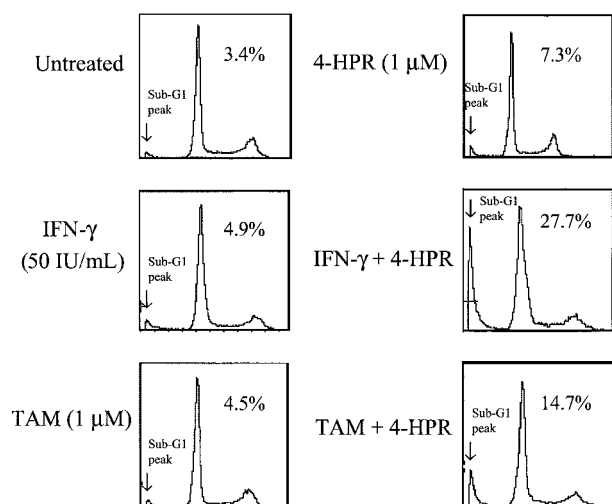 Untreated
3.4%
Sub-G1
peak
4-HPR (1 μM)
7.3%
Sub-G1
peak
IFN-γ
(50 IU/mL)
4.9%
Sub-G1
peak
IFN-γ + 4-HPR
27.7%
Sub-G1
peak
TAM (1 μM)
4.5%
Sub-G1
peak
TAM + 4-HPR
14.7%
Sub-G1
peak